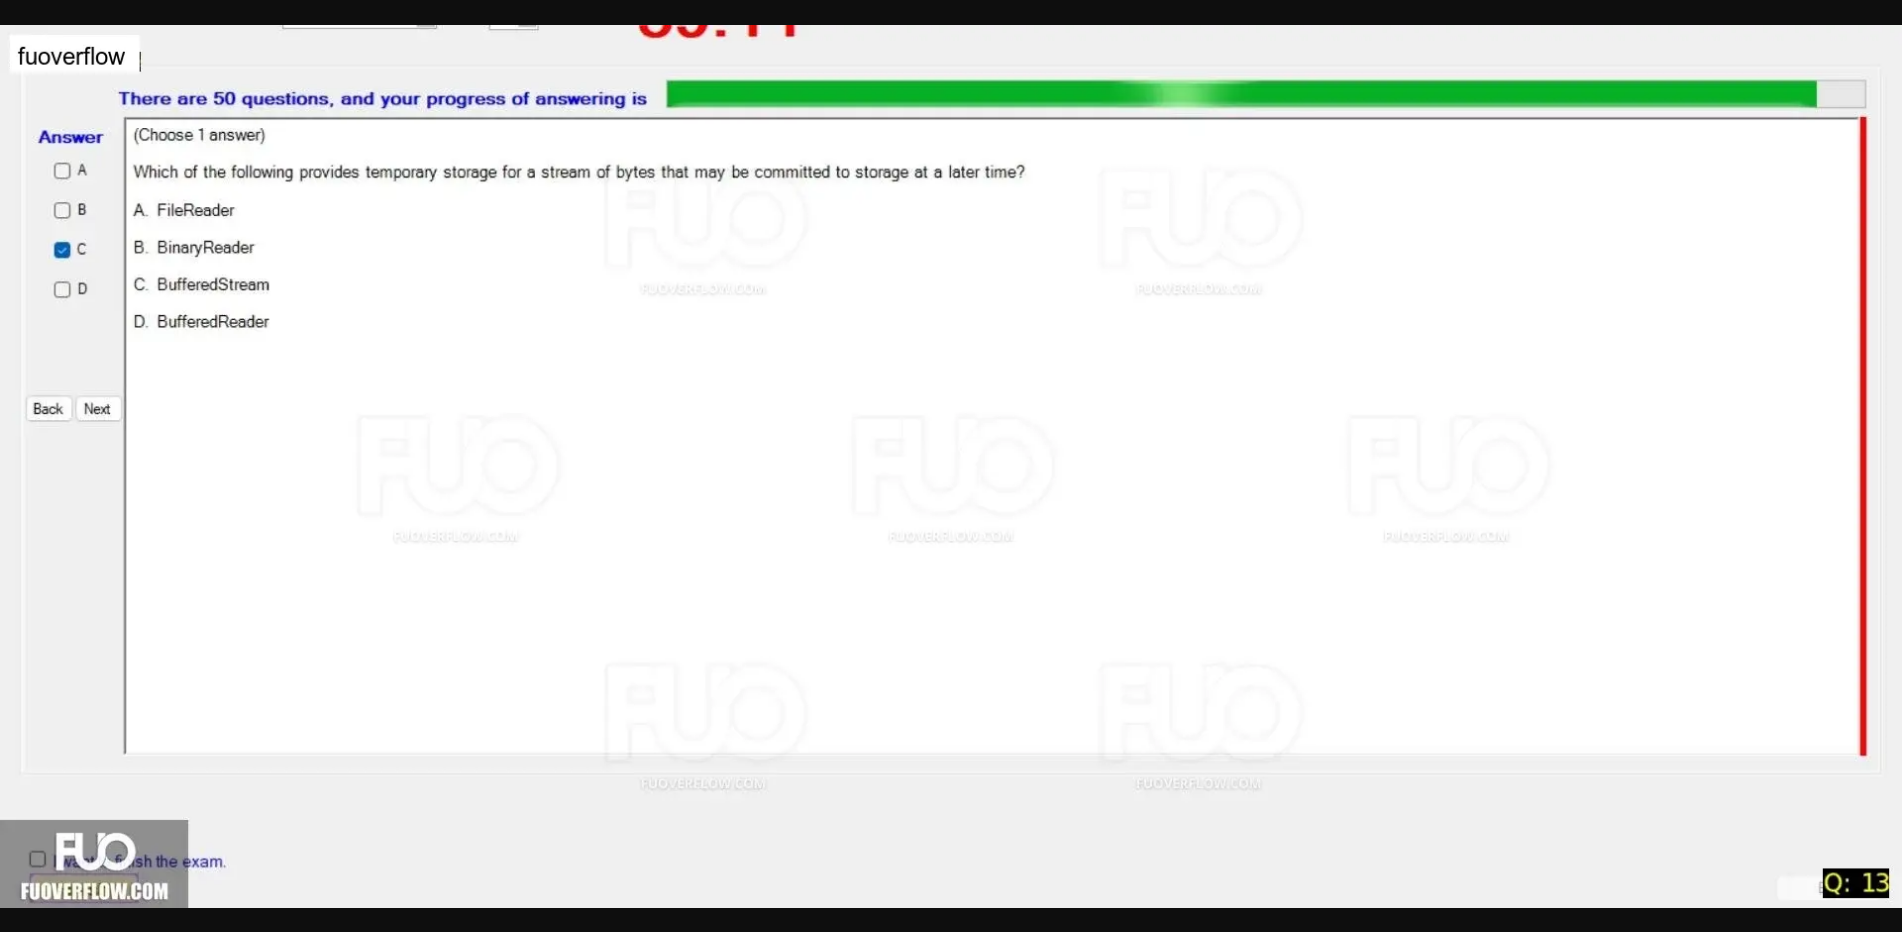 fuoverflow
There are 50 questions, and your progress of answering is
Answer
(Choose 1 answer)
A
Which of the following provides temporary storage for a stream of bytes that may be committed to storage at a later time?
B
A. FileReader
C
B. BinaryReader
D
C. BufferedStream
D. BufferedReader
Back Next
FUO
FUOVERFLOW.COM
FUO
FUOVERFLOW.COM
FUO
FUOVERFLOW.COM
FUO
FUOVERFLOW.COM
FUO
FUOVERFLOW.COM
FUO
FUOVERFLOW.COM
FUO
FUOVERFLOW.COM
FUO
I want finish the exam.
FUOVERFLOW.COM
Q: 13